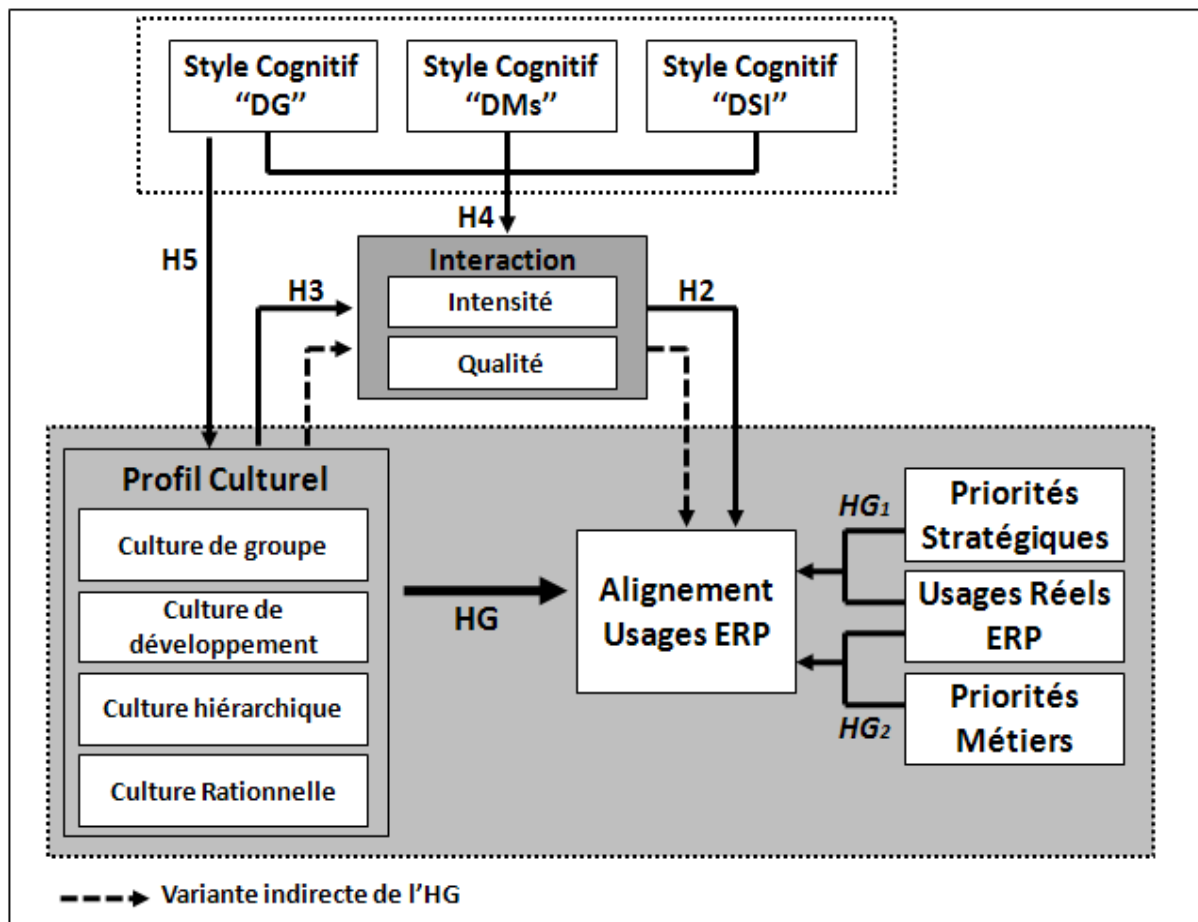 Style Cognitif
“DG”
Style Cognitif
“DMs”
Style Cognitif
“DSI”
H4
H5
Interaction
H3
Intensité
H2
Qualité
Profil Culturel
Culture de groupe
Culture de
développement
Culture hiérarchique
Culture Rationnelle
HG
Alignement
Usages ERP
HG1
Priorités
Stratégiques
Usages Réels
ERP
HG2
Priorités
Métiers
Variante indirecte de l’HG